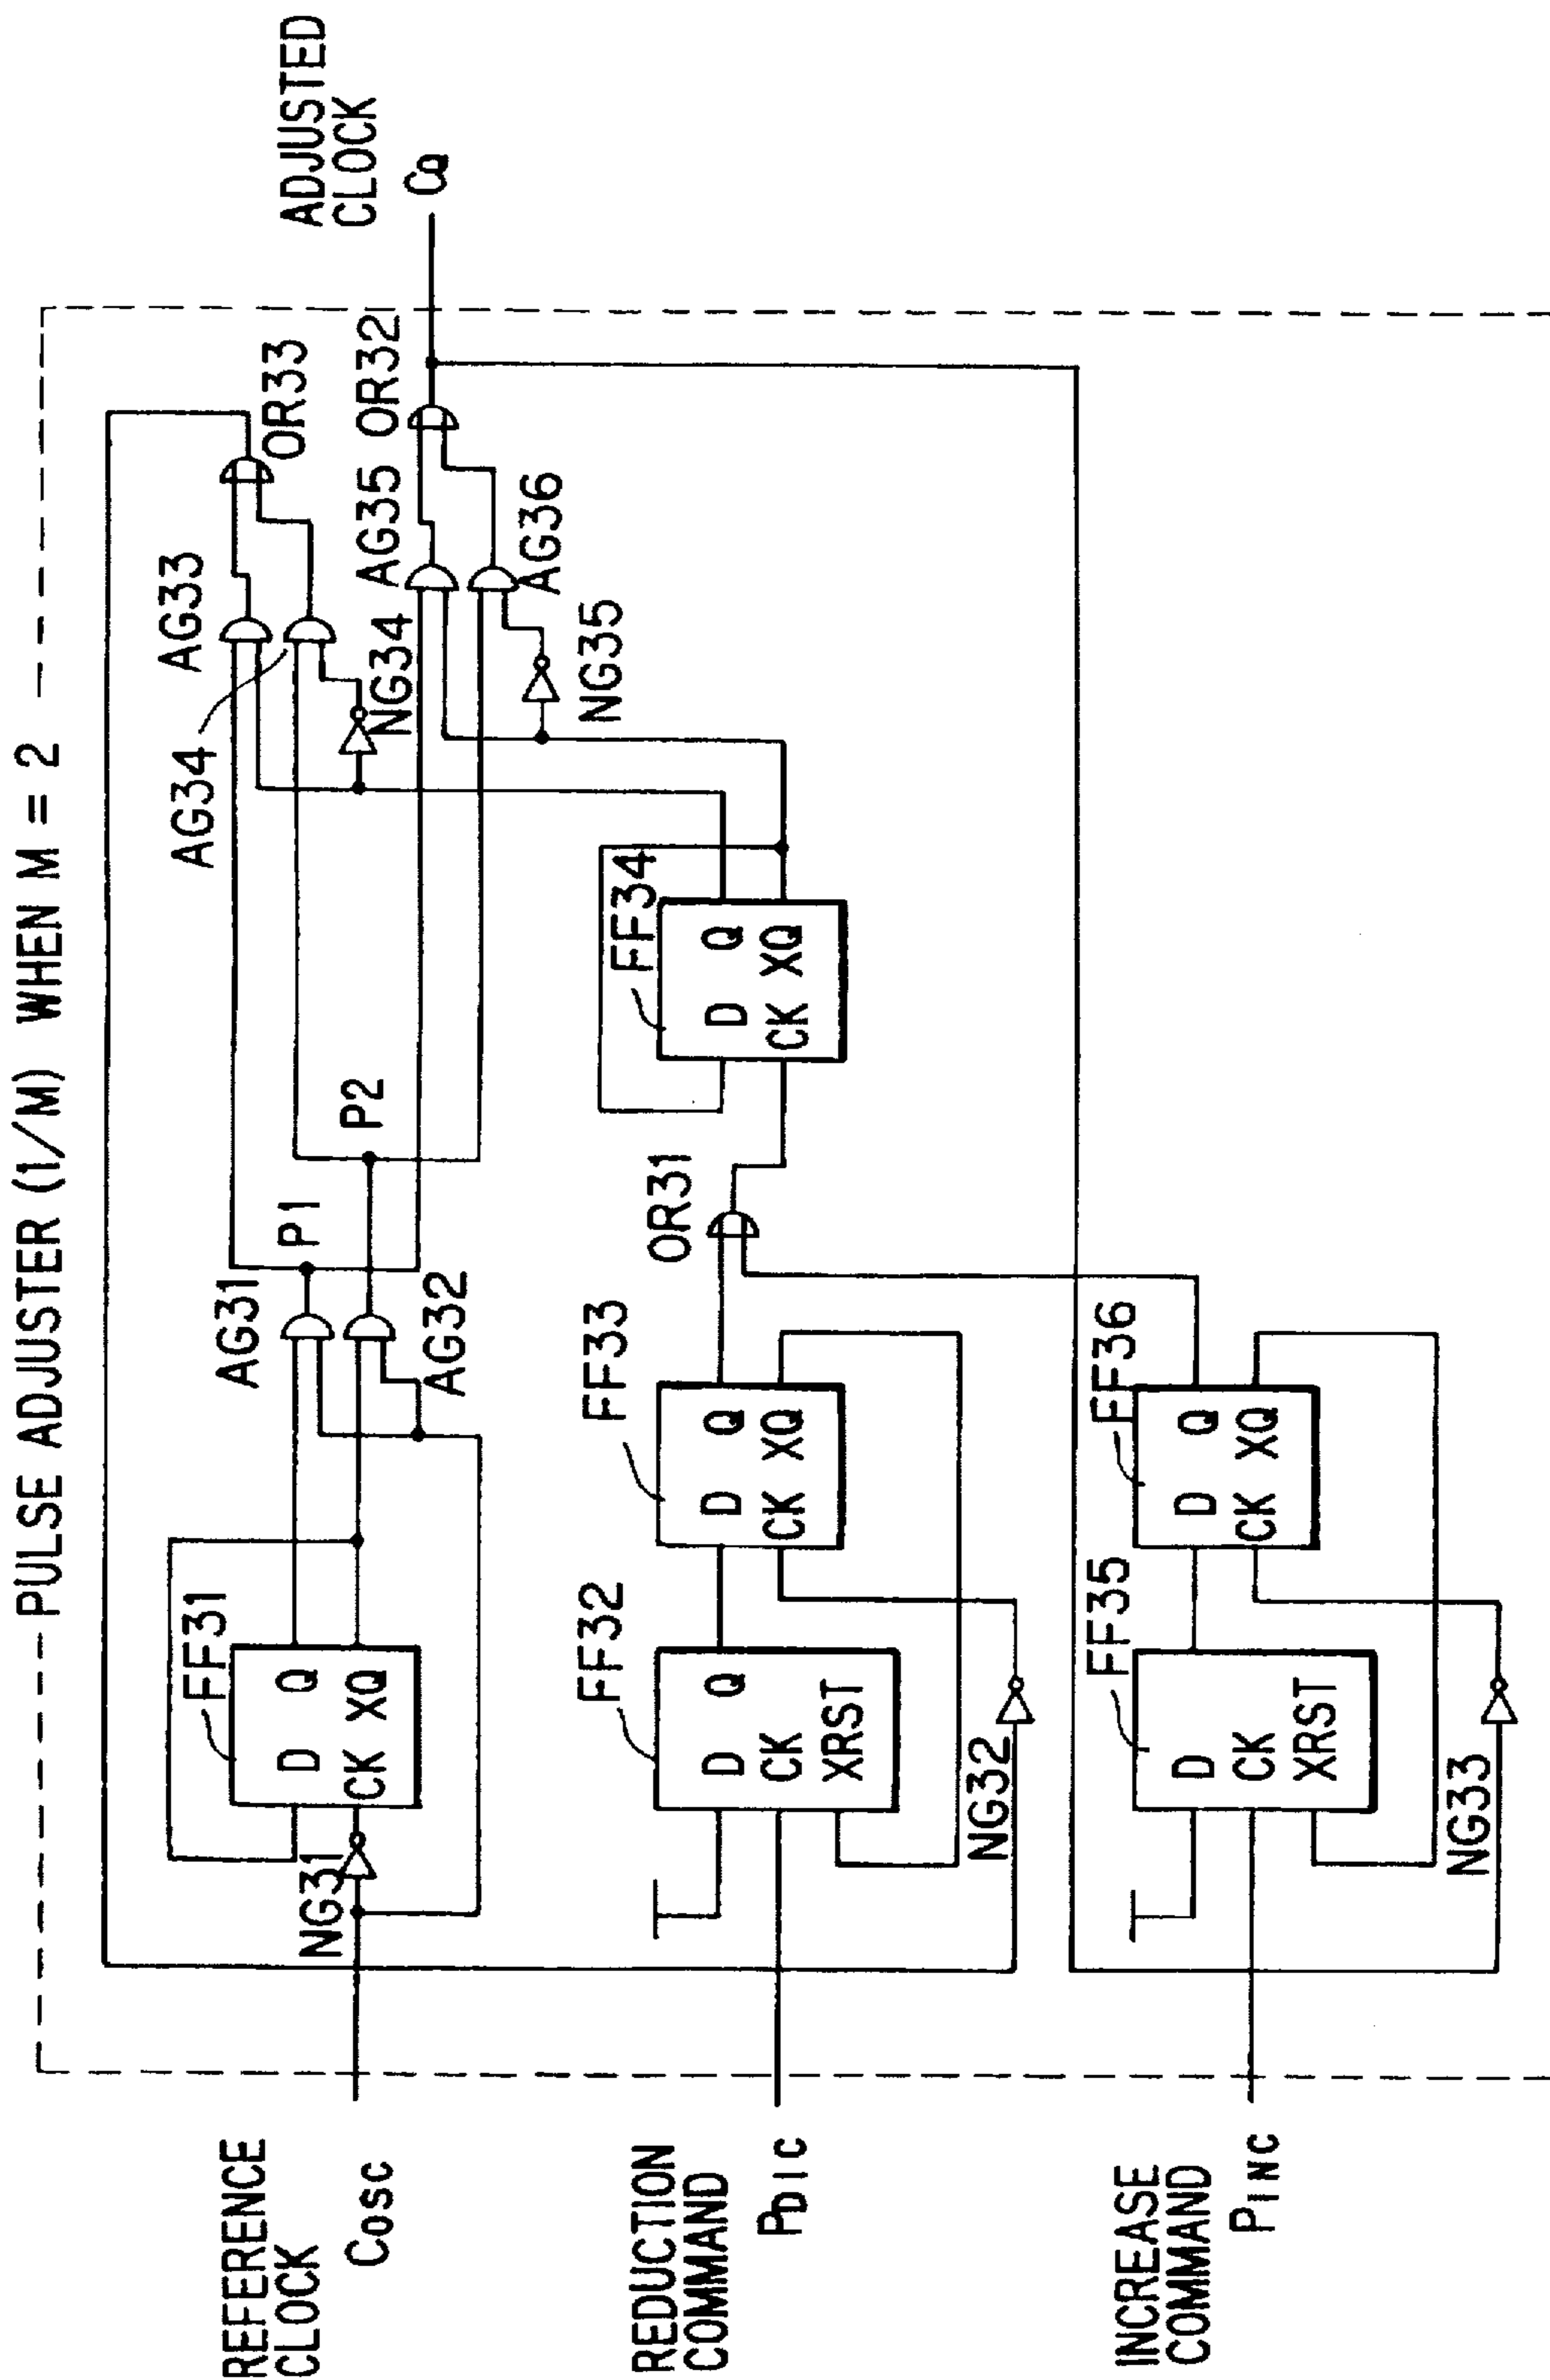 PULSE ADJUSTER (1/M) WHEN M = 2
REFERENCE
CLOCK
COSC
NG31
FF31
D Q
CK XQ
AG31
AG32
P1
P2
AG33
AG34
NG34
OR33
AG35
OR32
AG36
NG35
ADJUSTED
CLOCK
Ca
REDUCTION
COMMAND
PDIC
FF32
D Q
CK
XRST
NG32
FF33
D Q
CK XQ
OR31
FF34
D Q
CK XQ
INCREASE
COMMAND
PINC
FF35
D
CK
XRST
NG33
FF36
D Q
CK XQ